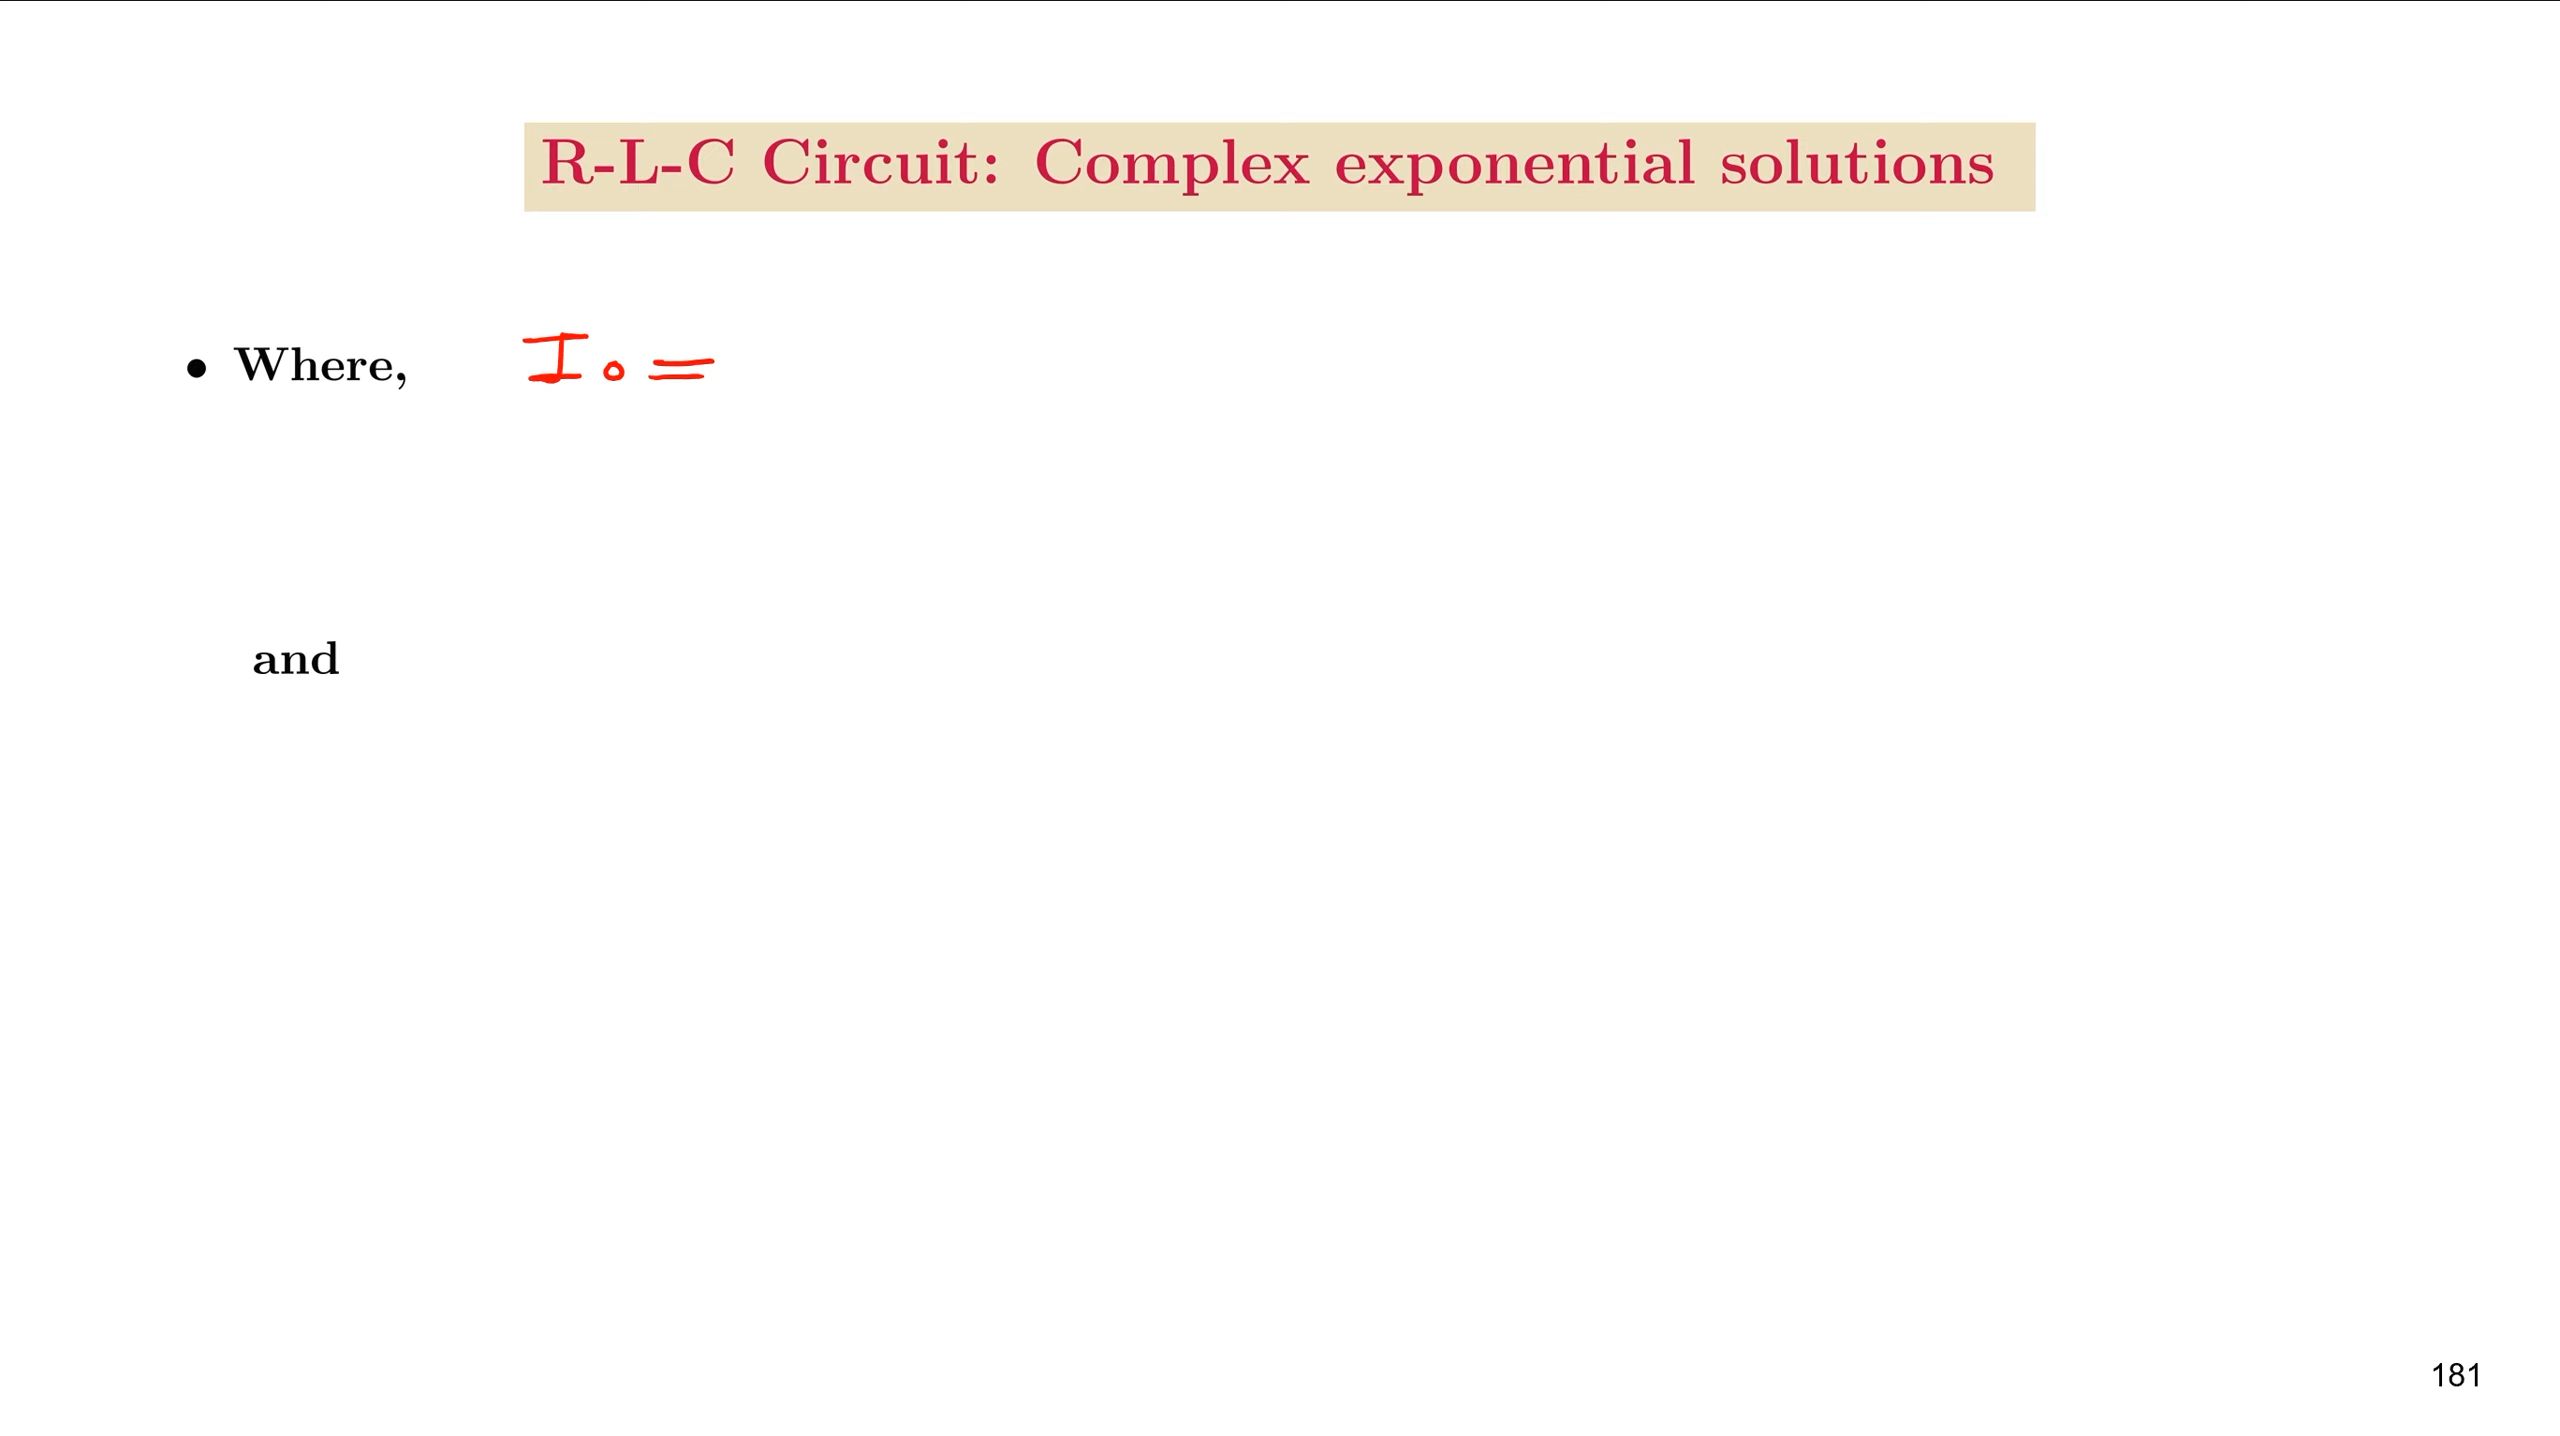 R-L-C Circuit: Complex exponential solutions
• Where, I₀ =
and
181